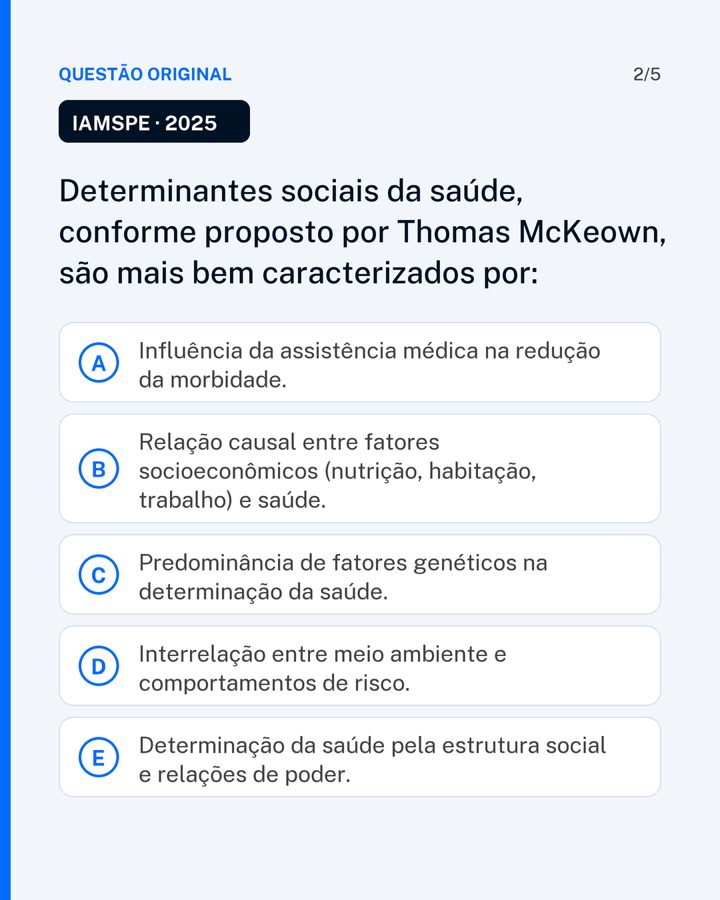 QUESTÃO ORIGINAL
2/5
IAMSPE · 2025
Determinantes sociais da saúde,
conforme proposto por Thomas McKeown,
são mais bem caracterizados por:
A
Influência da assistência médica na redução
da morbidade.
B
Relação causal entre fatores
socioeconômicos (nutrição, habitação,
trabalho) e saúde.
C
Predominância de fatores genéticos na
determinação da saúde.
D
Interrelação entre meio ambiente e
comportamentos de risco.
E
Determinação da saúde pela estrutura social
e relações de poder.